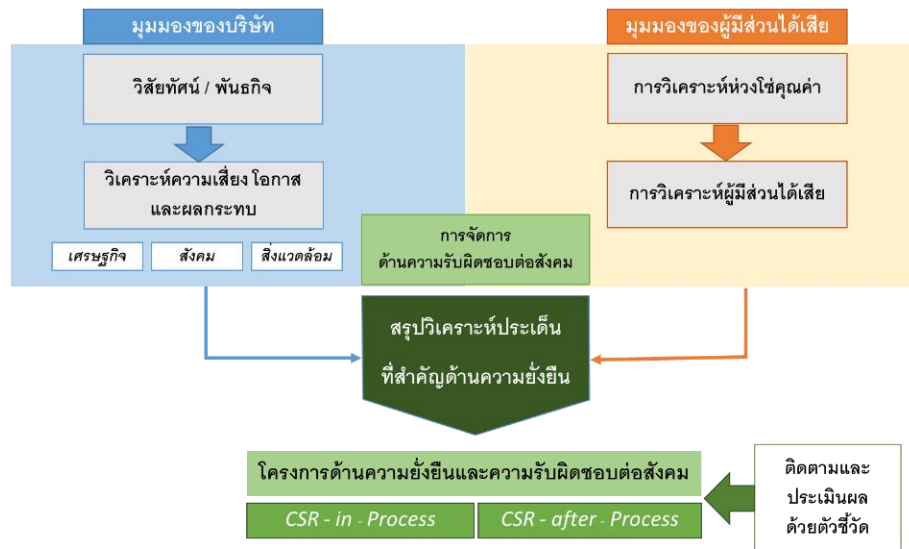 มุมมองของบริษัท
วิสัยทัศน์ / พันธกิจ
วิเคราะห์ความเสี่ยง โอกาส
และผลกระทบ
เศรษฐกิจ
สังคม
สิ่งแวดล้อม
มุมมองของผู้มีส่วนได้เสีย
การวิเคราะห์ห่วงโซ่คุณค่า
การวิเคราะห์ผู้มีส่วนได้เสีย
การจัดการ
ด้านความรับผิดชอบต่อสังคม
สรุปวิเคราะห์ประเด็น
ที่สำคัญด้านความยั่งยืน
โครงการด้านความยั่งยืนและความรับผิดชอบต่อสังคม
CSR - in - Process
CSR - after - Process
ติดตามและ
ประเมินผล
ด้วยตัวชี้วัด